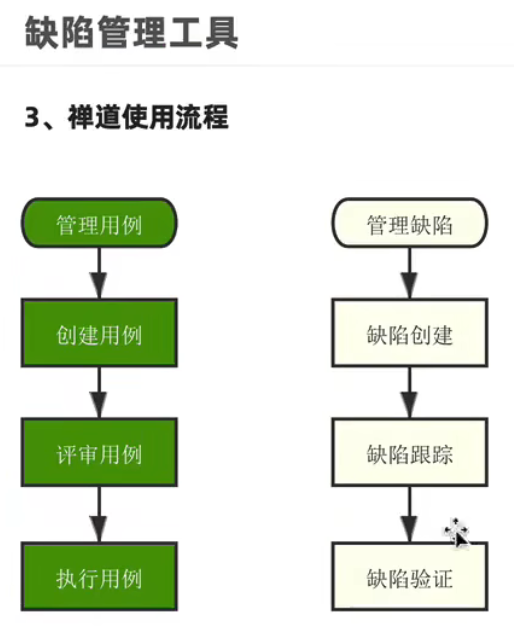 缺陷管理工具
3、禅道使用流程
管理用例
创建用例
评审用例
执行用例
管理缺陷
缺陷创建
缺陷跟踪
缺陷验证